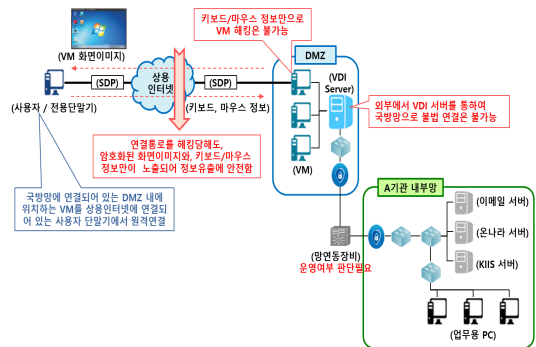 (VM 화면이미지)
키보드/마우스 정보만으로
VM 해킹은 불가능
DMZ
(SDP)
상용
인터넷
(SDP)
(VDI
Server)
(사용자 / 전용단말기)
(키보드, 마우스 정보)
외부에서 VDI 서버를 통하여
국방망으로 불법 연결은 불가능
연결통로를 해킹당해도,
암호화된 화면이미지와, 키보드/마우스
정보만이 노출되어 정보유출에 안전함
(VM)
국방망에 연결되어 있는 DMZ 내에
위치하는 VM를 상용인터넷에 연결되
어 있는 사용자 단말기에서 원격연결
A기관 내부망
(이메일 서버)
(온나라 서버)
(KIIS 서버)
(망연동장비)
운영여부 판단필요
(업무용 PC)